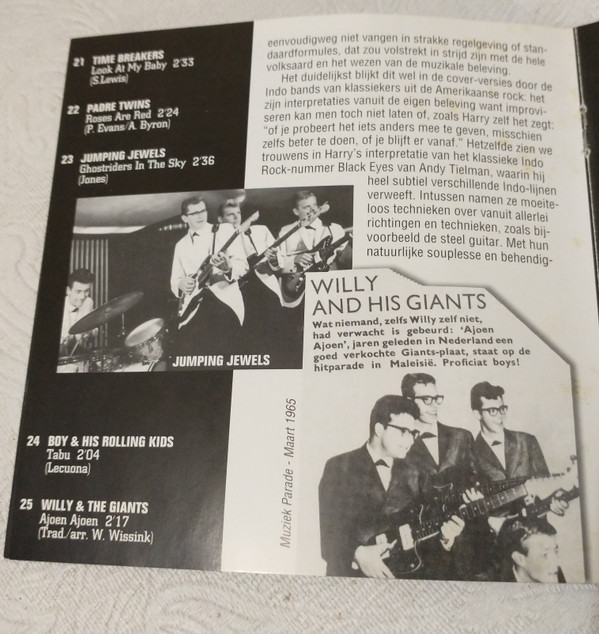 21 TIME BREAKERS
Look At My Baby 2'33
(S.Lewis)
22 PADRE TWINS
Roses Are Red 2'24
(P. Evans/A. Byron)
23 JUMPING JEWELS
Ghostriders In The Sky 2'36
(Jones)
JUMPING JEWELS
24 BOY & HIS ROLLING KIDS
Tabu 2'04
(Lecuona)
25 WILLY & THE GIANTS
Ajoen Ajoen 2'17
(Trad./arr. W. Wissink)
eenvoudigweg niet vangen in strakke regelgeving of stan-
daardformules, dat zou volstrekt in strijd zijn met de hele
volksaard en het wezen van de muzikale beleving.
Het duidelijkst blijkt dit wel in de cover-versies door de
Indo bands van klassiekers uit de Amerikaanse rock: het
zijn interpretaties vanuit de eigen beleving want improvi-
seren kan men toch niet laten of, zoals Harry zelf het zegt:
"of je probeert het iets anders mee te geven, misschien
zelfs beter te doen, of je blijft er vanaf." Hetzelfde zien we
trouwens in Harry's interpretatie van het klassieke Indo
Rock-nummer Black Eyes van Andy Tielman, waarin hij
heel subtiel verschillende Indo-lijnen
verweeft. Intussen namen ze moeite-
loos technieken over vanuit allerlei
richtingen en technieken, zoals bij-
voorbeeld de steel guitar. Met hun
natuurlijke souplesse en behendig-
WILLY
AND HIS GIANTS
Wat niemand, zelfs Willy zelf niet,
had verwacht is gebeurd: 'Ajoen
Ajoen', jaren geleden in Nederland een
goed verkochte Giants-plaat, staat op de
hitparade in Maleisië. Proficiat boys!
Muziek Parade - Maart 1965